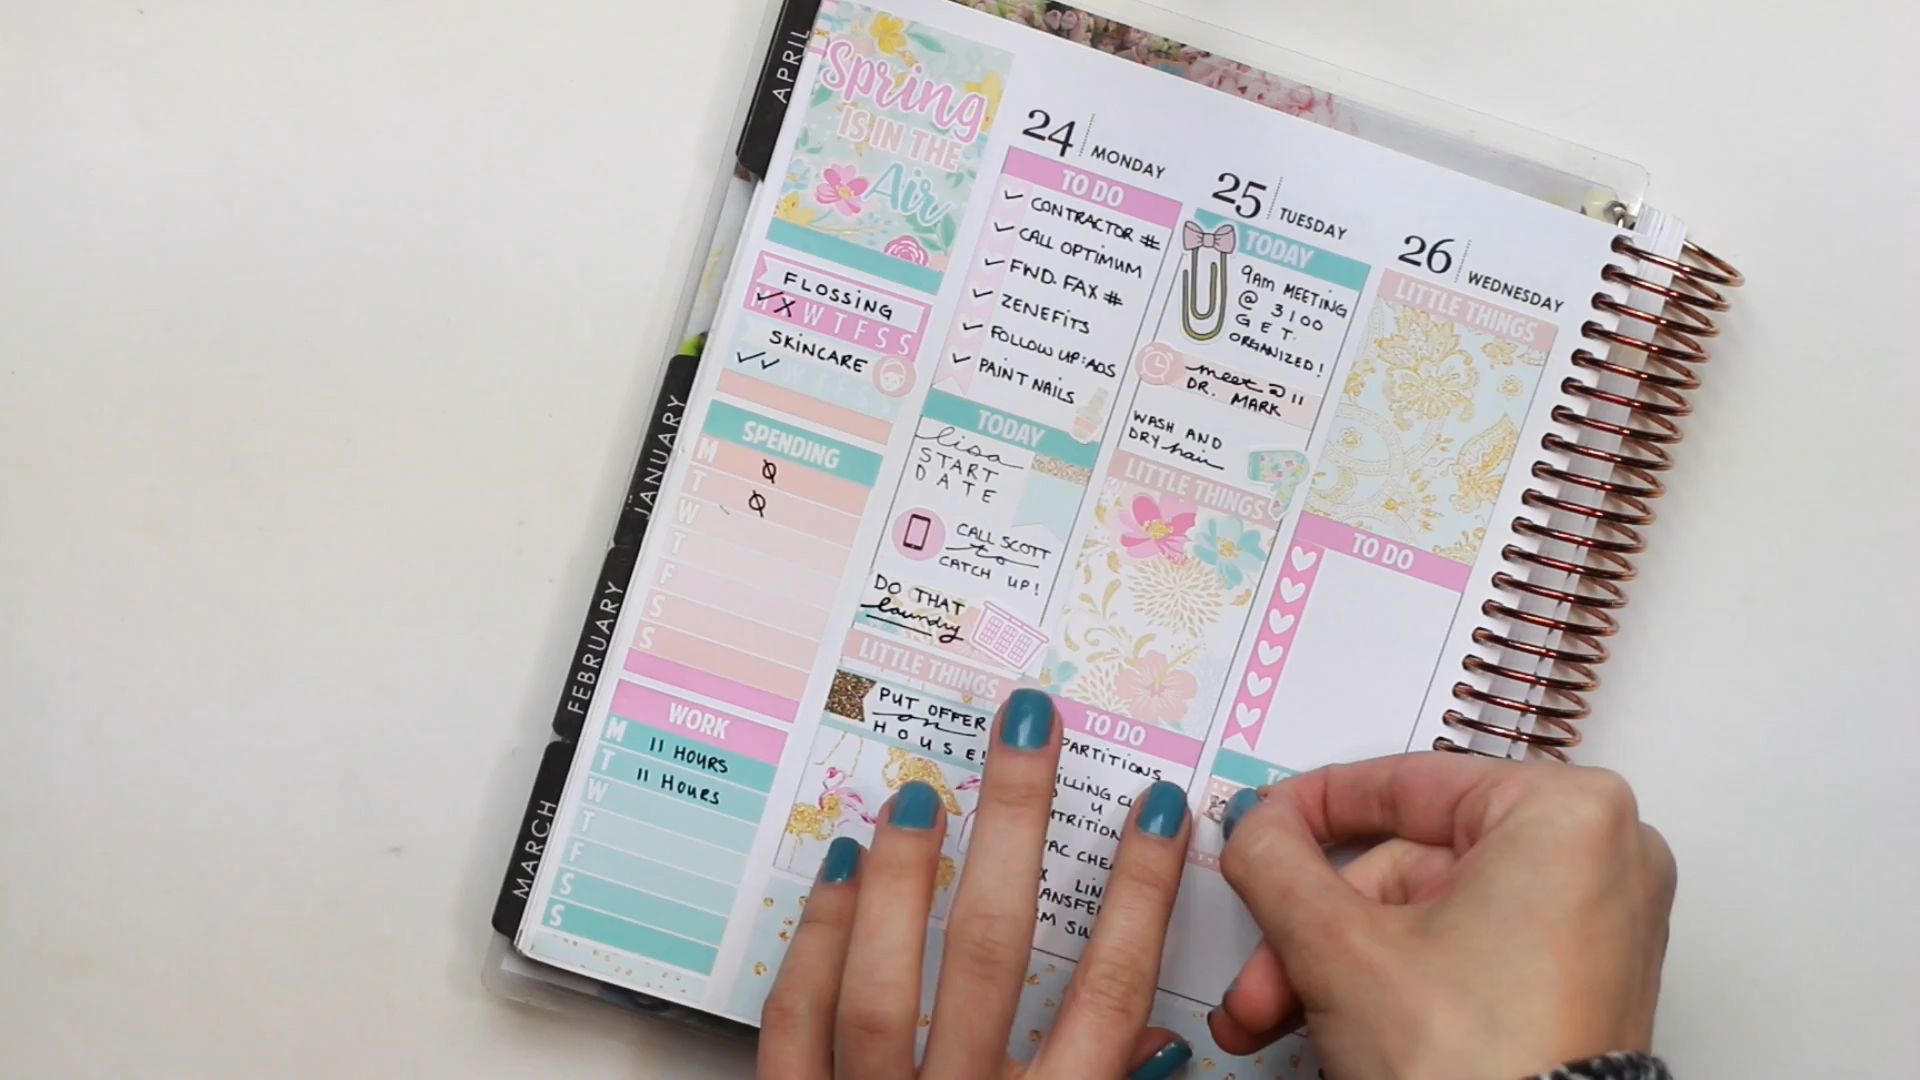 APRIL
JANUARY
FEBRUARY
MARCH
Spring
IS IN THE
Air
FLOSSING
M X W T F S S
SKINCARE
SPENDING
M Ø
T Ø
W
T
F
S
S
WORK
M 11 HOURS
T 11 HOURS
W
T
F
S
S
24 MONDAY
TO DO
✓ CONTRACTOR #
✓ CALL OPTIMUM
✓ FWD. FAX #
✓ ZENEFITS
✓ FOLLOW UP: ADS
✓ PAINT NAILS
TODAY
lisa
START
DATE
CALL SCOTT
to
CATCH UP!
DO THAT
laundry
LITTLE THINGS
PUT OFFER
on
HOUSE!
25 TUESDAY
TODAY
9AM MEETING
@ 3100
GET
ORGANIZED!
meet @ 11
DR. MARK
WASH AND
DRY hair
LITTLE THINGS
TO DO
PARTITIONS
26 WEDNESDAY
LITTLE THINGS
TO DO